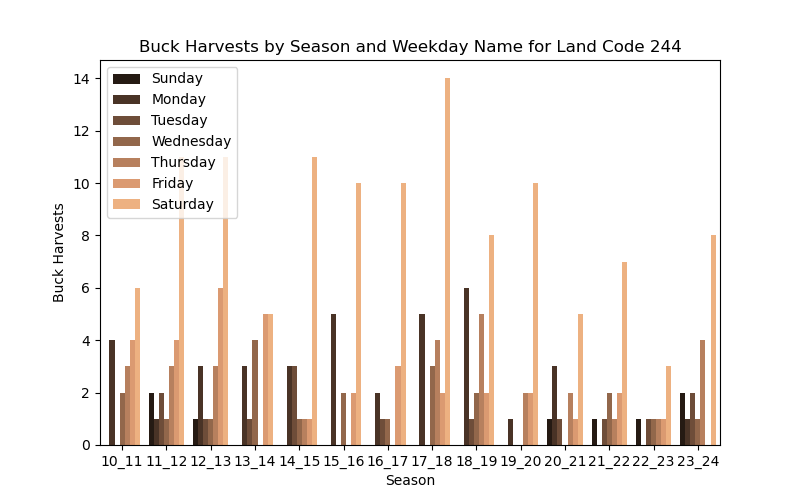 Buck Harvests by Season and Weekday Name for Land Code 244
Sunday
Monday
Tuesday
Wednesday
Thursday
Friday
Saturday
14
12
10
8
6
4
2
0
Buck Harvests
10_11 11_12 12_13 13_14 14_15 15_16 16_17 17_18 18_19 19_20 20_21 21_22 22_23 23_24
Season